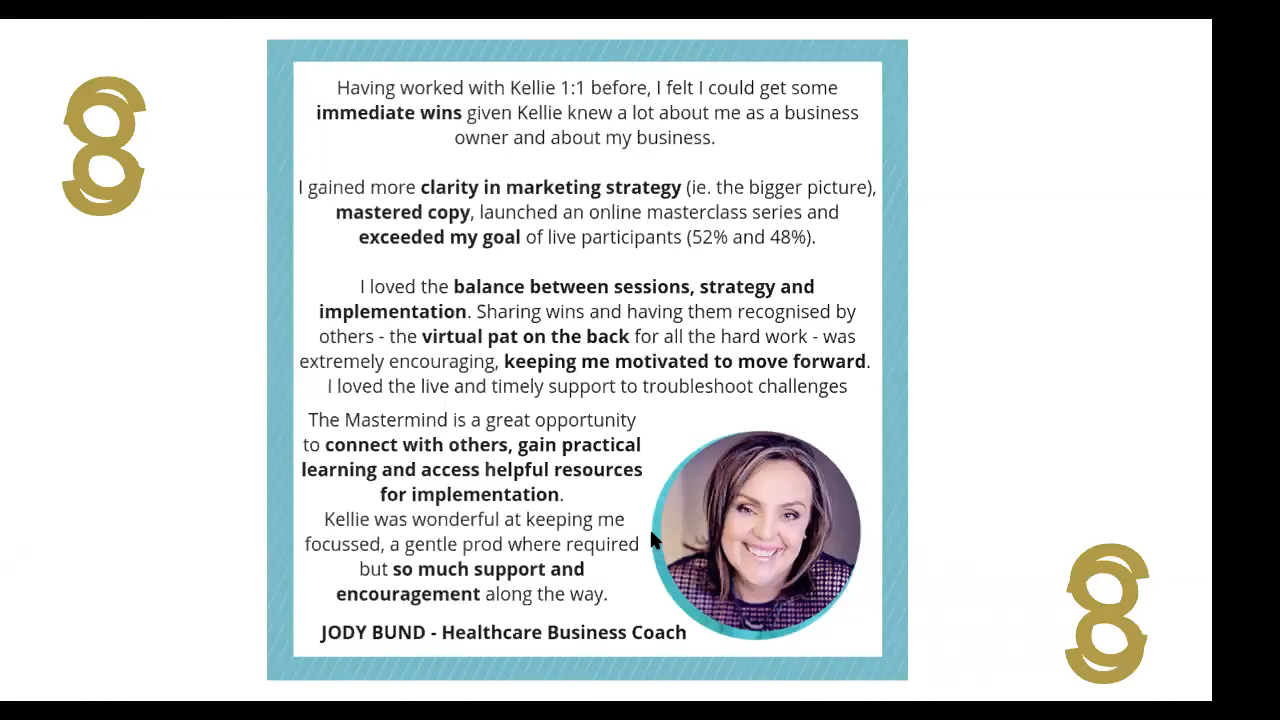 Having worked with Kellie 1:1 before, I felt I could get some
immediate wins given Kellie knew a lot about me as a business
owner and about my business.
I gained more clarity in marketing strategy (ie. the bigger picture),
mastered copy, launched an online masterclass series and
exceeded my goal of live participants (52% and 48%).
I loved the balance between sessions, strategy and
implementation. Sharing wins and having them recognised by
others - the virtual pat on the back for all the hard work - was
extremely encouraging, keeping me motivated to move forward.
I loved the live and timely support to troubleshoot challenges
The Mastermind is a great opportunity
to connect with others, gain practical
learning and access helpful resources
for implementation.
Kellie was wonderful at keeping me
focussed, a gentle prod where required
but so much support and
encouragement along the way.
JODY BUND - Healthcare Business Coach